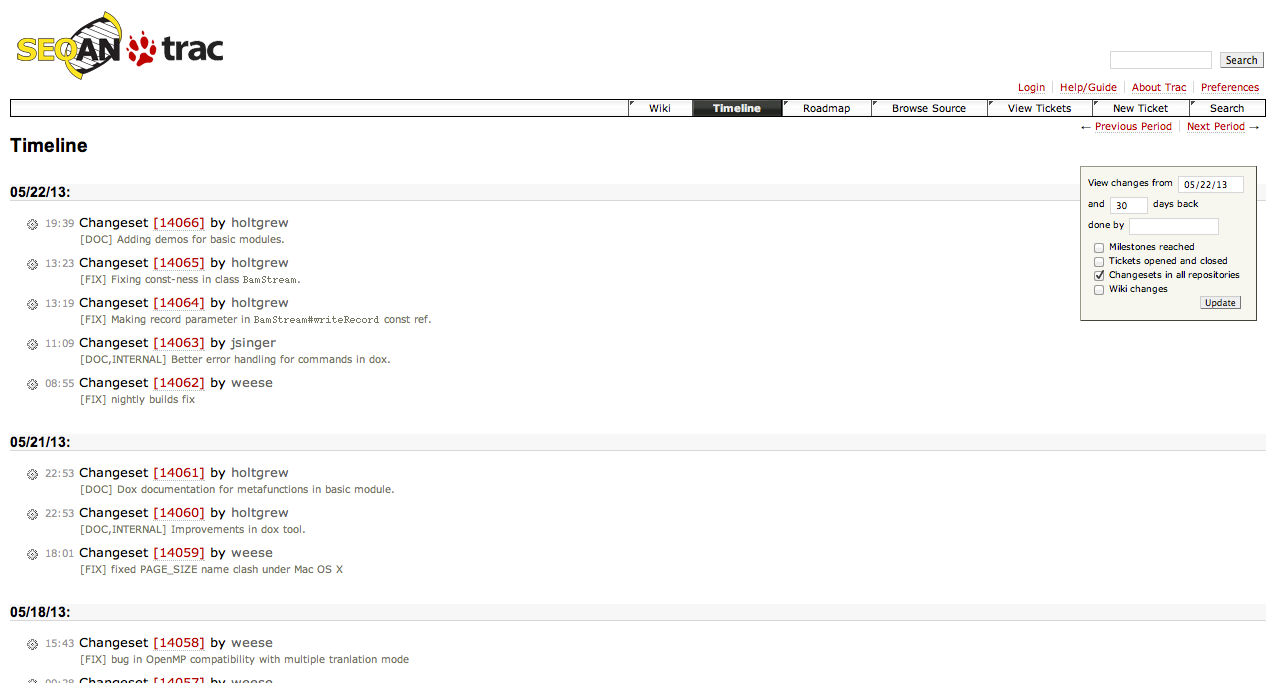 SEQAN trac
Search
Login Help/Guide About Trac Preferences
Wiki Timeline Roadmap Browse Source View Tickets New Ticket Search
← Previous Period Next Period →
Timeline
View changes from 05/22/13
and 30 days back
done by
Milestones reached
Tickets opened and closed
Changesets in all repositories
Wiki changes
Update
05/22/13:
19:39 Changeset [14066] by holtgrew
[DOC] Adding demos for basic modules.
13:23 Changeset [14065] by holtgrew
[FIX] Fixing const-ness in class BamStream.
13:19 Changeset [14064] by holtgrew
[FIX] Making record parameter in BamStream#writeRecord const ref.
11:09 Changeset [14063] by jsinger
[DOC,INTERNAL] Better error handling for commands in dox.
08:55 Changeset [14062] by weese
[FIX] nightly builds fix
05/21/13:
22:53 Changeset [14061] by holtgrew
[DOC] Dox documentation for metafunctions in basic module.
22:53 Changeset [14060] by holtgrew
[DOC,INTERNAL] Improvements in dox tool.
18:01 Changeset [14059] by weese
[FIX] fixed PAGE_SIZE name clash under Mac OS X
05/18/13:
15:43 Changeset [14058] by weese
[FIX] bug in OpenMP compatibility with multiple tranlation mode
Changeset [14057] by weese